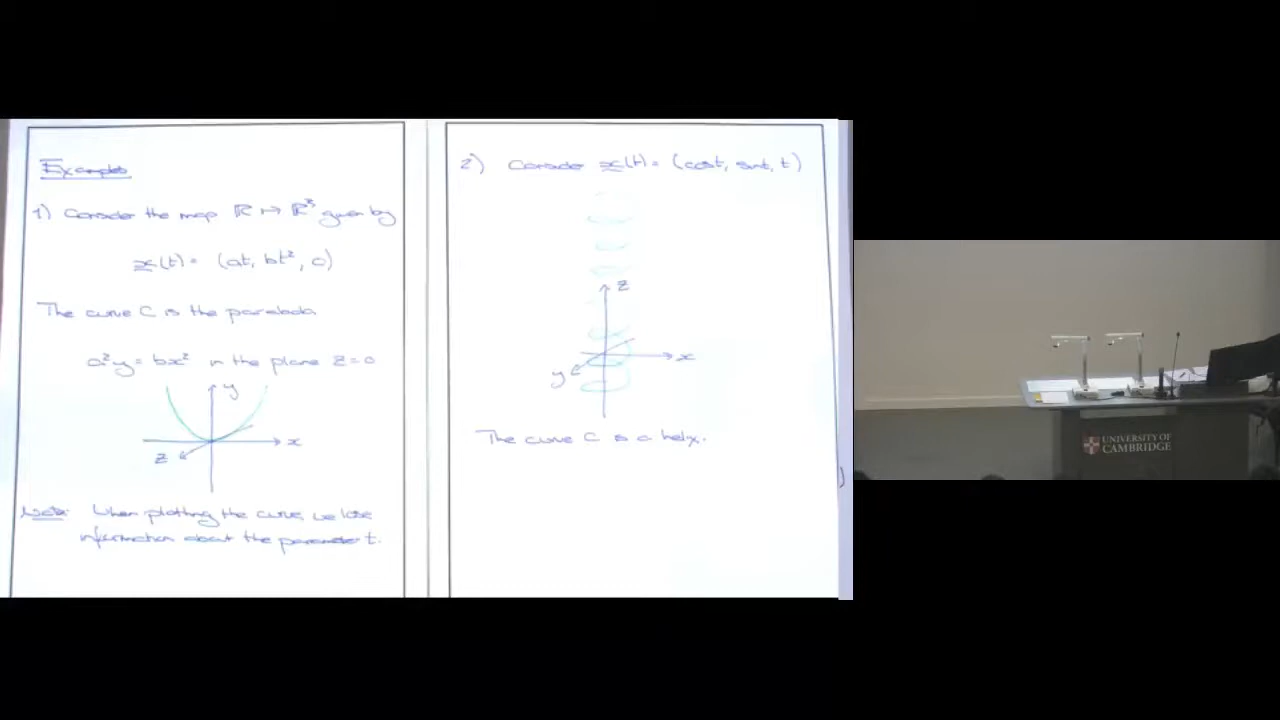 Examples
1) Consider the map ℝ ↦ ℝ³ given by
x(t) = (at, bt², 0)
The curve C is the parabola
a²y = bx² in the plane z=0
y
x
z
Note: When plotting the curve, we lose
information about the parameter t.
2) Consider x(t) = (cost, sint, t)
z
x
y
The curve C is a helix.
UNIVERSITY OF
CAMBRIDGE